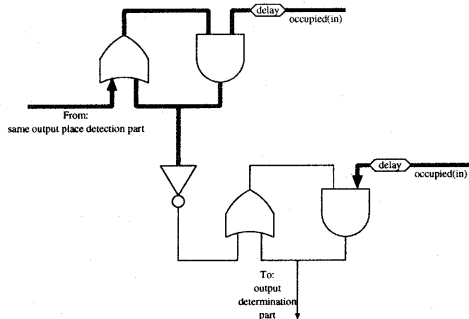 delay
occupied(in)
From:
same output place detection part
delay
occupied(in)
To:
output
determination
part